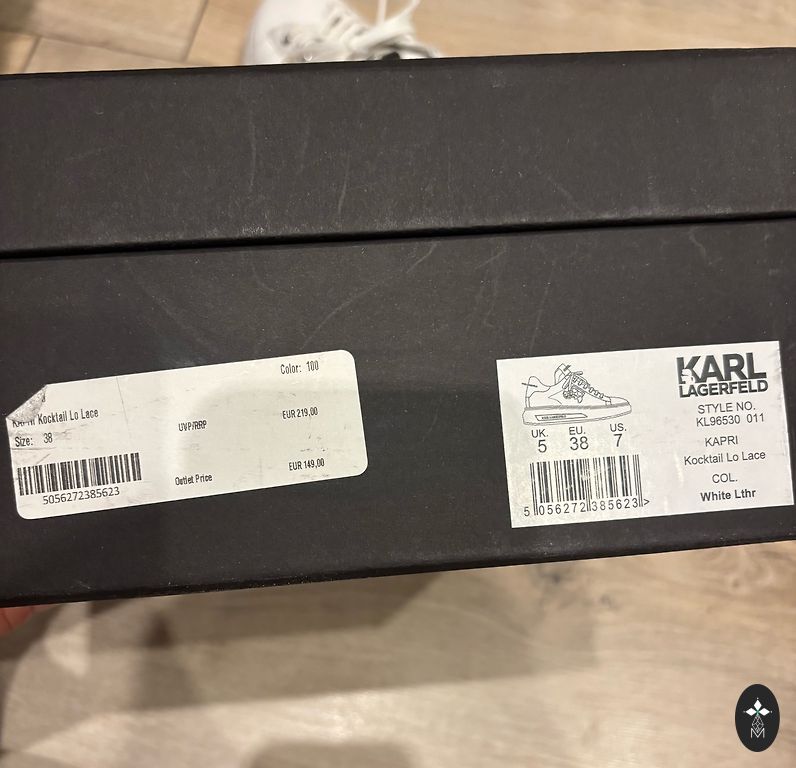 Color: 100
Kocktail Lo Lace
Size: 38
UVP/RRP EUR 219,00
Outlet Price EUR 149,00
5056272385623
KARL
LAGERFELD
STYLE NO.
KL96530 011
KAPRI
Kocktail Lo Lace
COL.
White Lthr
UK. EU. US.
5 38 7
5 056272 385623 >